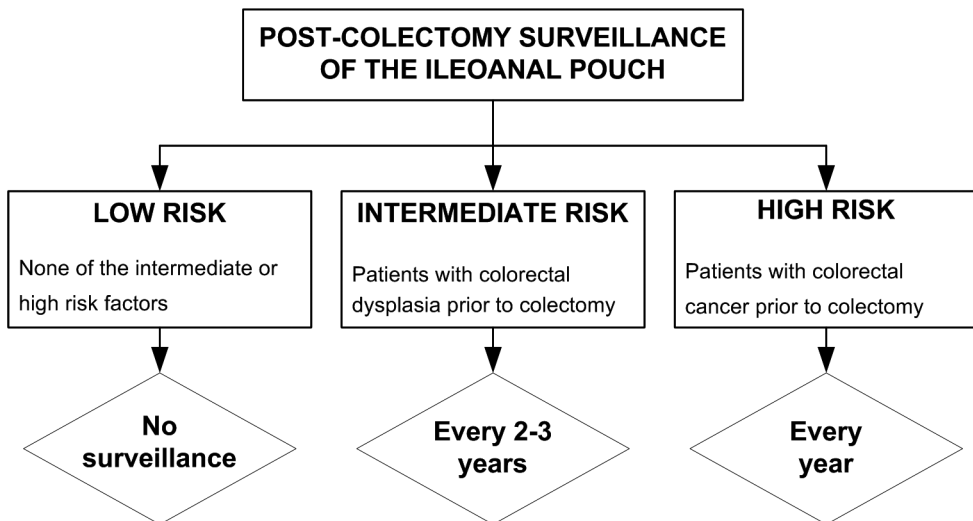 POST-COLECTOMY SURVEILLANCE
OF THE ILEOANAL POUCH
LOW RISK
None of the intermediate or
high risk factors
INTERMEDIATE RISK
Patients with colorectal
dysplasia prior to colectomy
HIGH RISK
Patients with colorectal
cancer prior to colectomy
No
surveillance
Every 2-3
years
Every
year